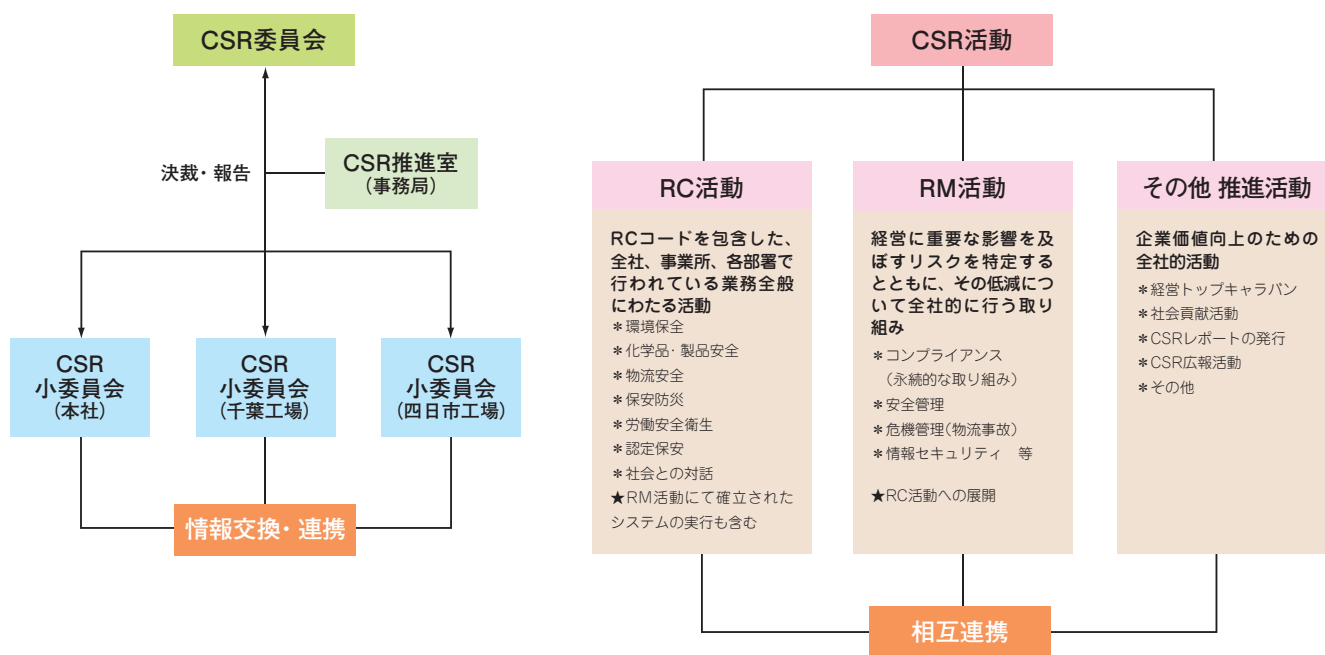 CSR委員会
決裁・報告
CSR推進室
（事務局）
CSR
小委員会
（本社）
CSR
小委員会
（千葉工場）
CSR
小委員会
（四日市工場）
情報交換・連携
CSR活動
RC活動
RCコードを包含した、
全社、事業所、各部署で
行われている業務全般
にわたる活動
＊環境保全
＊化学品・製品安全
＊物流安全
＊保安防災
＊労働安全衛生
＊認定保安
＊社会との対話
★RM活動にて確立された
システムの実行も含む
RM活動
経営に重要な影響を及
ぼすリスクを特定する
とともに、その低減につ
いて全社的に行う取り
組み
＊コンプライアンス
（永続的な取り組み）
＊安全管理
＊危機管理（物流事故）
＊情報セキュリティ　等
★RC活動への展開
その他 推進活動
企業価値向上のための
全社的活動
＊経営トップキャラバン
＊社会貢献活動
＊CSRレポートの発行
＊CSR広報活動
＊その他
相互連携